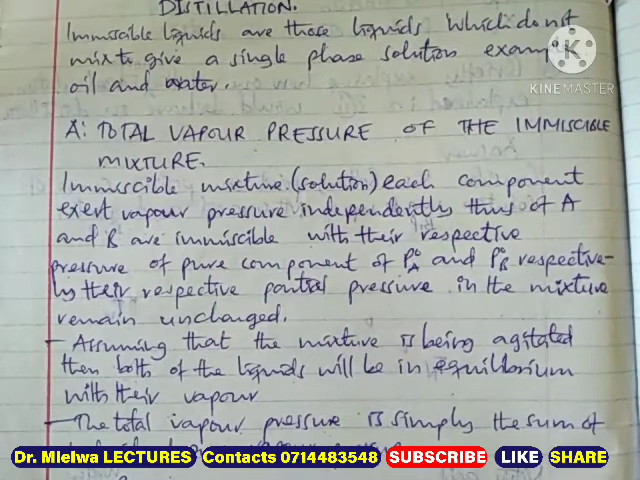 DISTILLATION.
Immiscible liquids are those liquids which do not
mix to give a single phase solution example
oil and water.
A: TOTAL VAPOUR PRESSURE OF THE IMMISCIBLE
MIXTURE.
Immiscible mixture (solution) each component
exert vapour pressure independently thus of A
and B are immiscible with their respective
pressure of pure component of P°A and P°B respective-
ly their respective partial pressure in the mixture
remain unchanged.
- Assuming that the mixture is being agitated
then both of the liquids will be in equilibrium
with their vapour
- The total vapour pressure is simply the sum of
K
KINEMASTER
Dr. Mlelwa LECTURES Contacts 0714483548 SUBSCRIBE LIKE SHARE